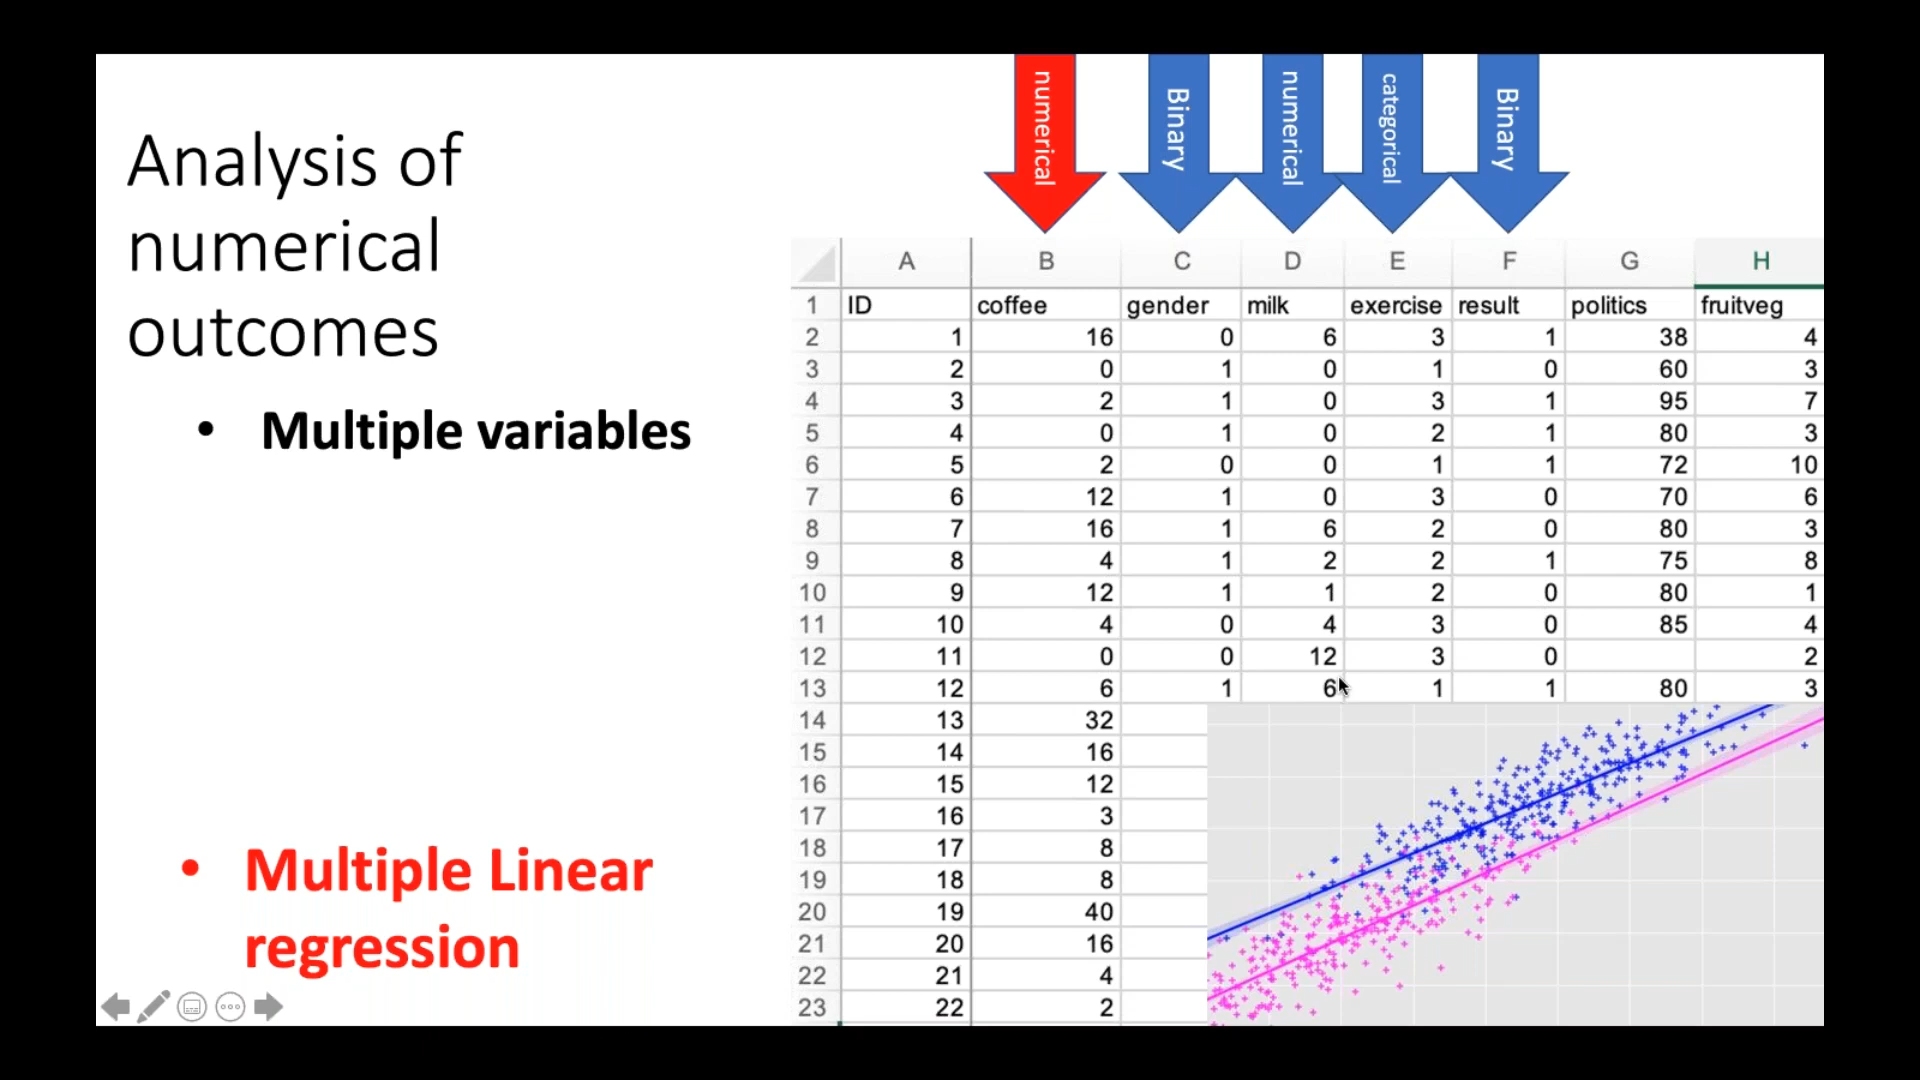 Analysis of
numerical
outcomes
• Multiple variables
• Multiple Linear
regression
numerical
Binary
numerical
categorical
Binary
A B C D E F G H
1 ID coffee gender milk exercise result politics fruitveg
2 1 16 0 6 3 1 38 4
3 2 0 1 0 1 0 60 3
4 3 2 1 0 3 1 95 7
5 4 0 1 0 2 1 80 3
6 5 2 0 0 1 1 72 10
7 6 12 1 0 3 0 70 6
8 7 16 1 6 2 0 80 3
9 8 4 1 2 2 1 75 8
10 9 12 1 1 2 0 80 1
11 10 4 0 4 3 0 85 4
12 11 0 0 12 3 0 2
13 12 6 1 6 1 1 80 3
14 13 32
15 14 16
16 15 12
17 16 3
18 17 8
19 18 8
20 19 40
21 20 16
22 21 4
23 22 2